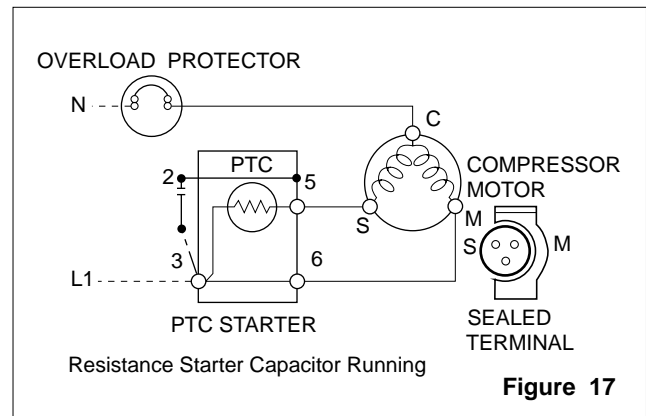 OVERLOAD PROTECTOR
N
C
PTC
2
5
COMPRESSOR
MOTOR
S
M
S
M
3
6
L1
PTC STARTER
SEALED
TERMINAL
Resistance Starter Capacitor Running
Figure 17